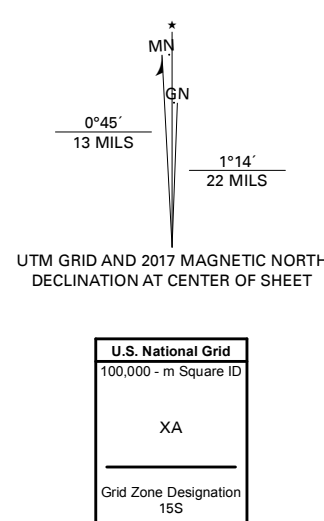 MN
GN
0°45´
13 MILS
1°14´
22 MILS
UTM GRID AND 2017 MAGNETIC NORTH
DECLINATION AT CENTER OF SHEET
U.S. National Grid
100,000 - m Square ID
XA
Grid Zone Designation
15S